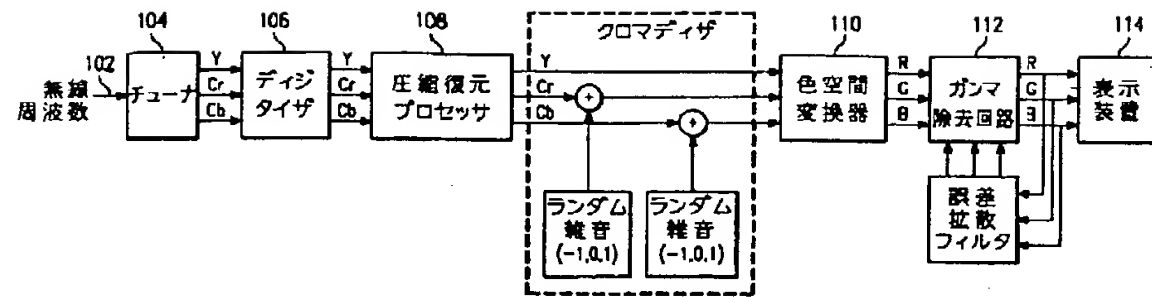 クロマディザ
104
106
108
110
112
114
102
無線
周波数
チューナ
Y
Cr
Cb
ディジ
タイザ
Y
Cr
Cb
圧縮復元
プロセッサ
Y
Cr
Cb
+
+
ランダム
雑音
(-1,0,1)
ランダム
雑音
(-1,0,1)
色空間
変換器
R
G
B
ガンマ
除去回路
R
G
B
誤差
拡散
フィルタ
表示
装置